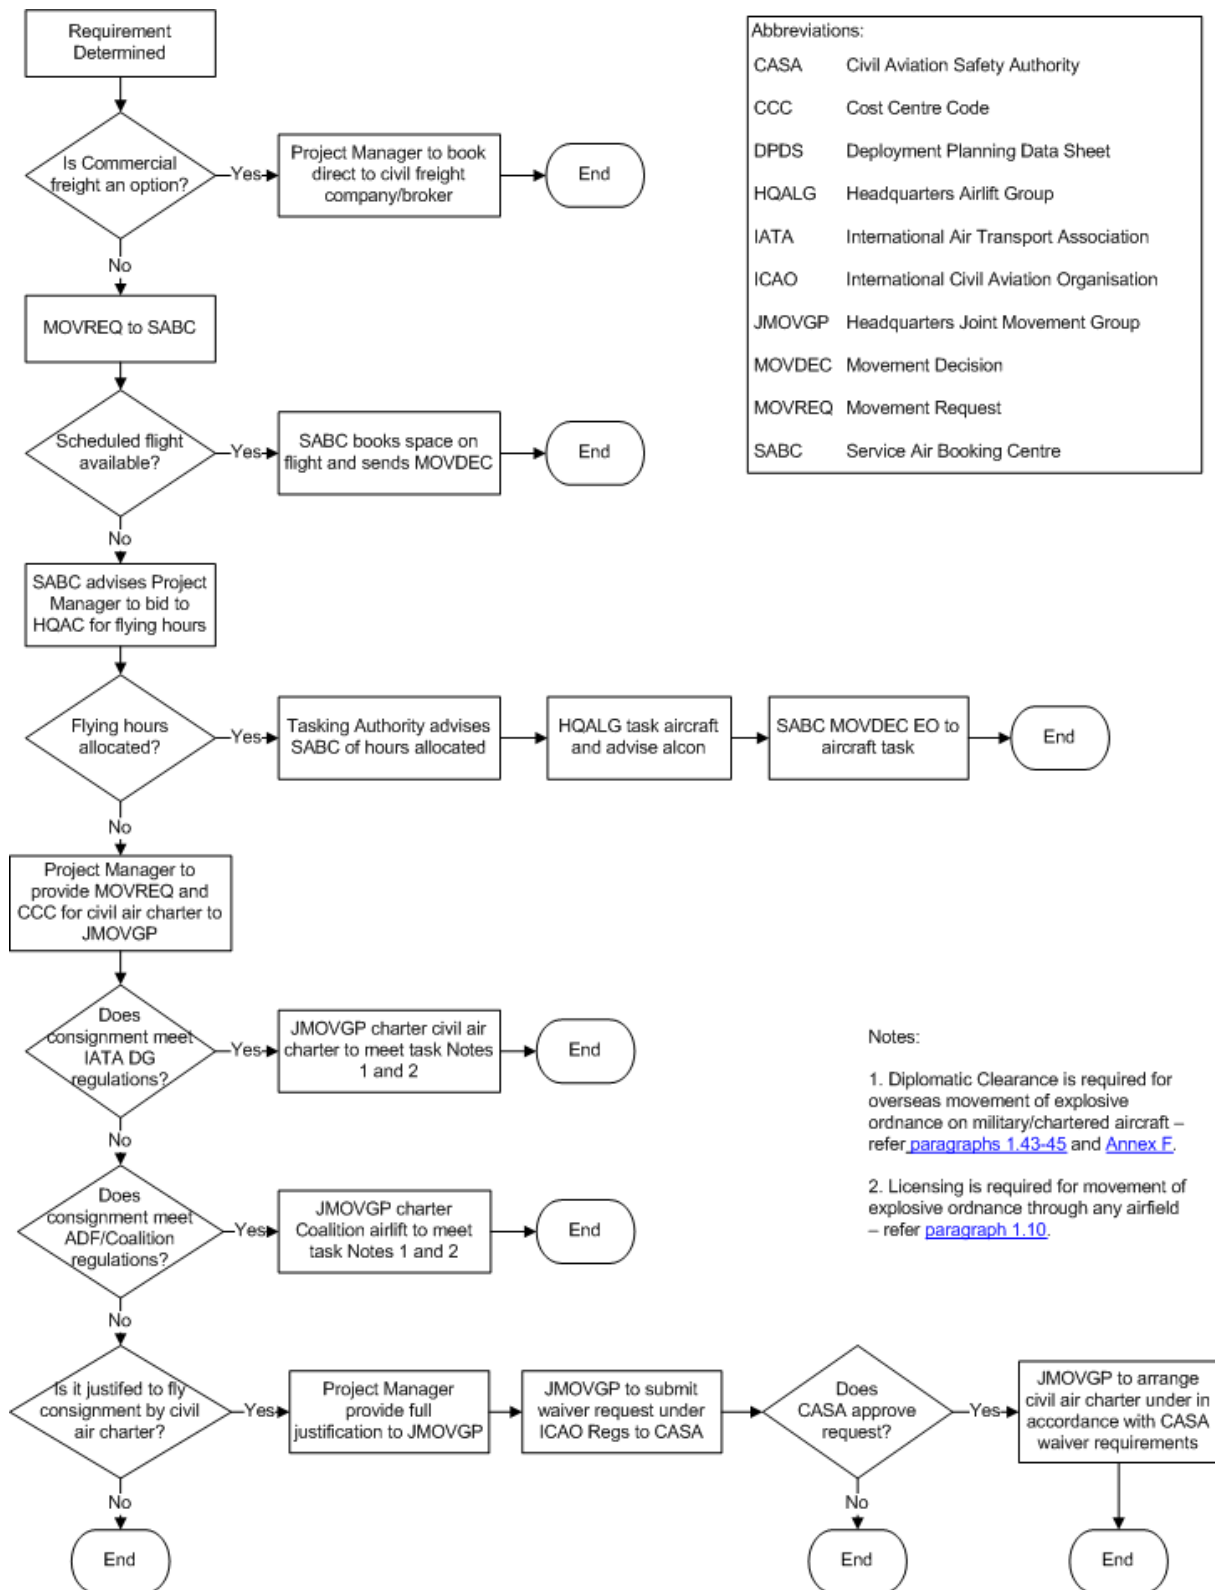 Requirement
Determined
Is Commercial
freight an option?
Yes
Project Manager to book
direct to civil freight
company/broker
End
No
MOVREQ to SABC
Scheduled flight
available?
Yes
SABC books space on
flight and sends MOVDEC
End
No
SABC advises Project
Manager to bid to
HQAC for flying hours
Flying hours
allocated?
Yes
Tasking Authority advises
SABC of hours allocated
HQALG task aircraft
and advise alcon
SABC MOVDEC EO to
aircraft task
End
No
Project Manager to
provide MOVREQ and
CCC for civil air charter to
JMOVGP
Does
consignment meet
IATA DG
regulations?
Yes
JMOVGP charter civil air
charter to meet task Notes
1 and 2
End
No
Does
consignment meet
ADF/Coalition
regulations?
Yes
JMOVGP charter
Coalition airlift to meet
task Notes 1 and 2
End
No
Is it justifed to fly
consignment by civil
air charter?
Yes
Project Manager
provide full
justification to JMOVGP
JMOVGP to submit
waiver request under
ICAO Regs to CASA
Does
CASA approve
request?
Yes
JMOVGP to arrange
civil air charter under in
accordance with CASA
waiver requirements
No
End
No
End
End
Abbreviations:
CASA Civil Aviation Safety Authority
CCC Cost Centre Code
DPDS Deployment Planning Data Sheet
HQALG Headquarters Airlift Group
IATA International Air Transport Association
ICAO International Civil Aviation Organisation
JMOVGP Headquarters Joint Movement Group
MOVDEC Movement Decision
MOVREQ Movement Request
SABC Service Air Booking Centre
Notes:
1. Diplomatic Clearance is required for
overseas movement of explosive
ordnance on military/chartered aircraft –
refer paragraphs 1.43-45 and Annex F.
2. Licensing is required for movement of
explosive ordnance through any airfield
– refer paragraph 1.10.